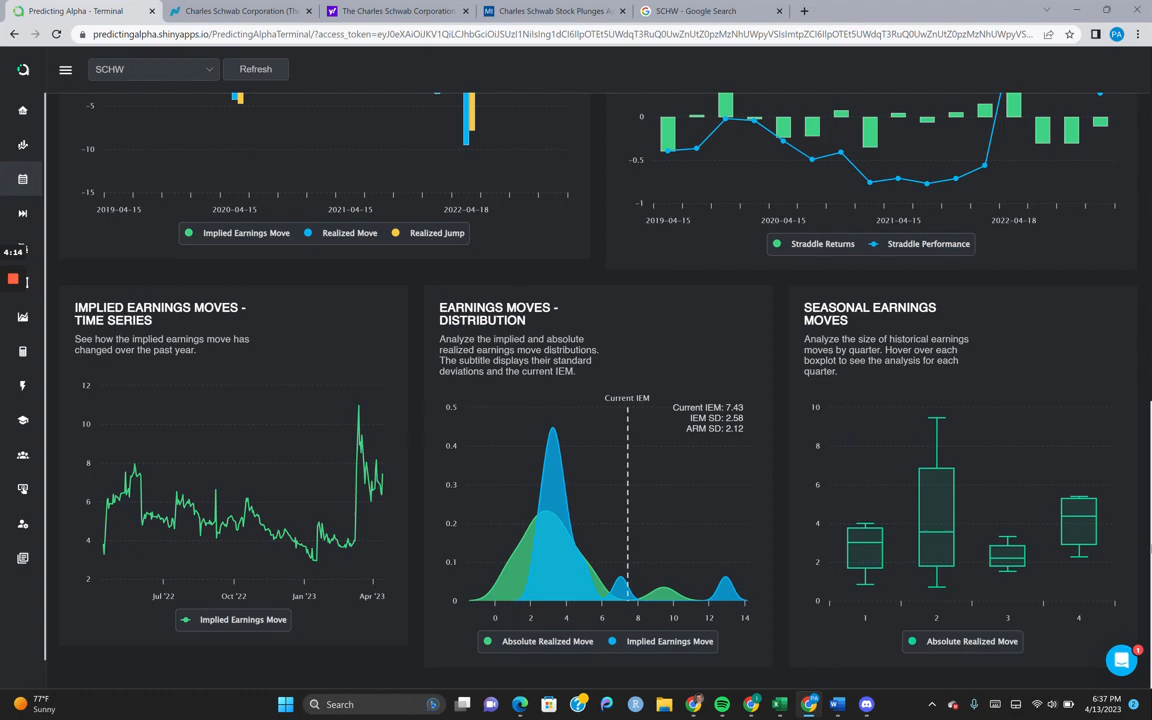 Predicting Alpha - Terminal
Charles Schwab Corporation (The
The Charles Schwab Corporation
Charles Schwab Stock Plunges A
SCHW - Google Search
predictingalpha.shinyapps.io/PredictingAlphaTerminal/?access_token=eyJ0eXAiOiJKV1QiLCJhbGciOiJSUzI1NiIsIng1dCI6IlpOTEt5UWdqT3RuQ0UwZnUtZ0pzMzNhUWVzVSIsImtpZCI6IlpOTEt5UWdqT3RuQ0UwZnUtZ0pzMzNhUWVzV5...
PA
SCHW
Refresh
4:14
-5
-10
-15
2019-04-15 2020-04-15 2021-04-15 2022-04-18
Implied Earnings Move Realized Move Realized Jump
0
-0.5
-1
2019-04-15 2020-04-15 2021-04-15 2022-04-18
Straddle Returns Straddle Performance
IMPLIED EARNINGS MOVES -
TIME SERIES
See how the implied earnings move has
changed over the past year.
12
10
8
6
4
2
Jul '22 Oct '22 Jan '23 Apr '23
Implied Earnings Move
EARNINGS MOVES -
DISTRIBUTION
Analyze the implied and absolute
realized earnings move distributions.
The subtitle displays their standard
deviations and the current IEM.
Current IEM
Current IEM: 7.43
IEM SD: 2.58
ARM SD: 2.12
0.5
0.4
0.3
0.2
0.1
0
0 2 4 6 8 10 12 14
Absolute Realized Move Implied Earnings Move
SEASONAL EARNINGS
MOVES
Analyze the size of historical earnings
moves by quarter. Hover over each
boxplot to see the analysis for each
quarter.
10
8
6
4
2
0
1 2 3 4
Absolute Realized Move
1
77°F
Sunny
Search
6:37 PM
4/13/2023
2